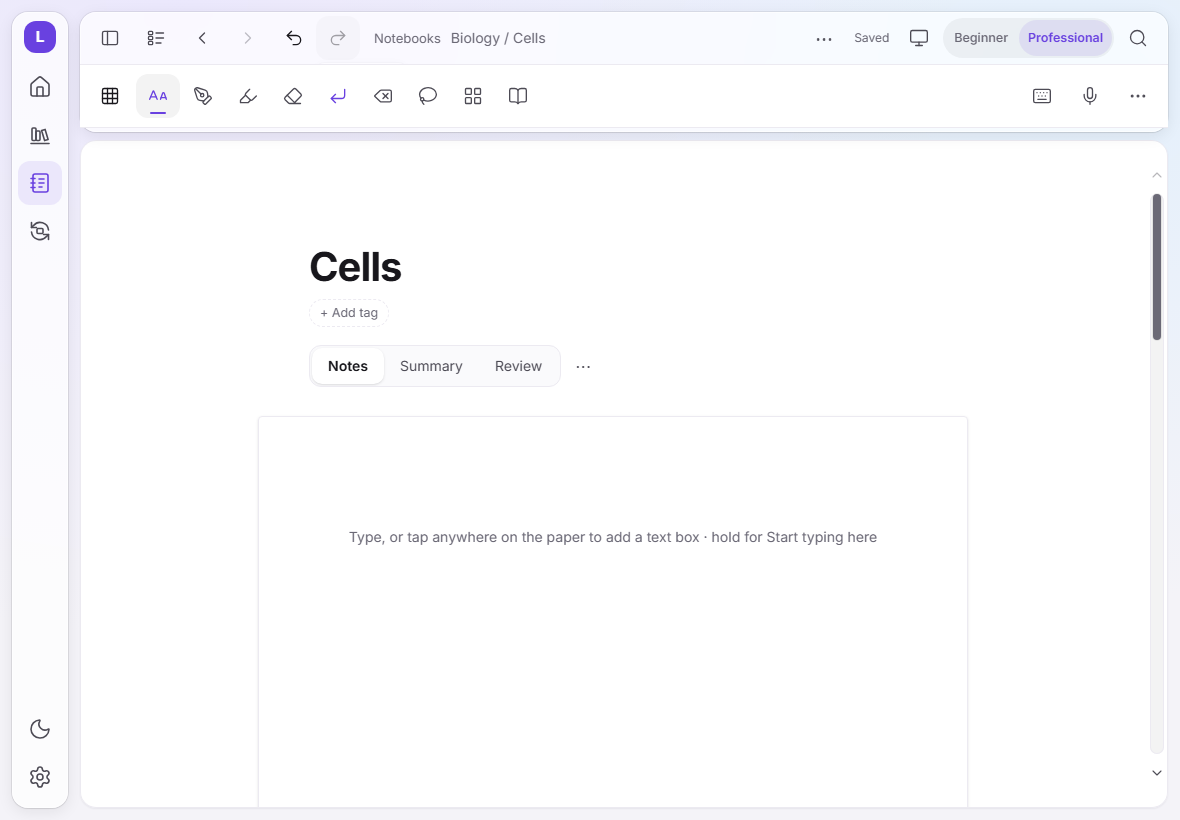 L
Notebooks Biology / Cells
Saved
Beginner Professional
AA
Cells
+ Add tag
Notes Summary Review
Type, or tap anywhere on the paper to add a text box · hold for Start typing here